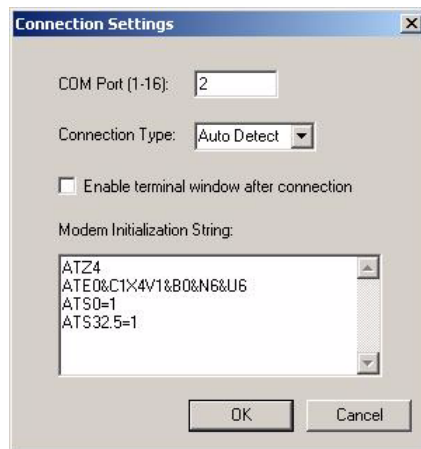 Connection Settings
COM Port (1-16): 2
Connection Type: Auto Detect
Enable terminal window after connection
Modem Initialization String:
ATZ4
ATE0&C1X4V1&B0&N6&U6
ATS0=1
ATS32.5=1
OK Cancel